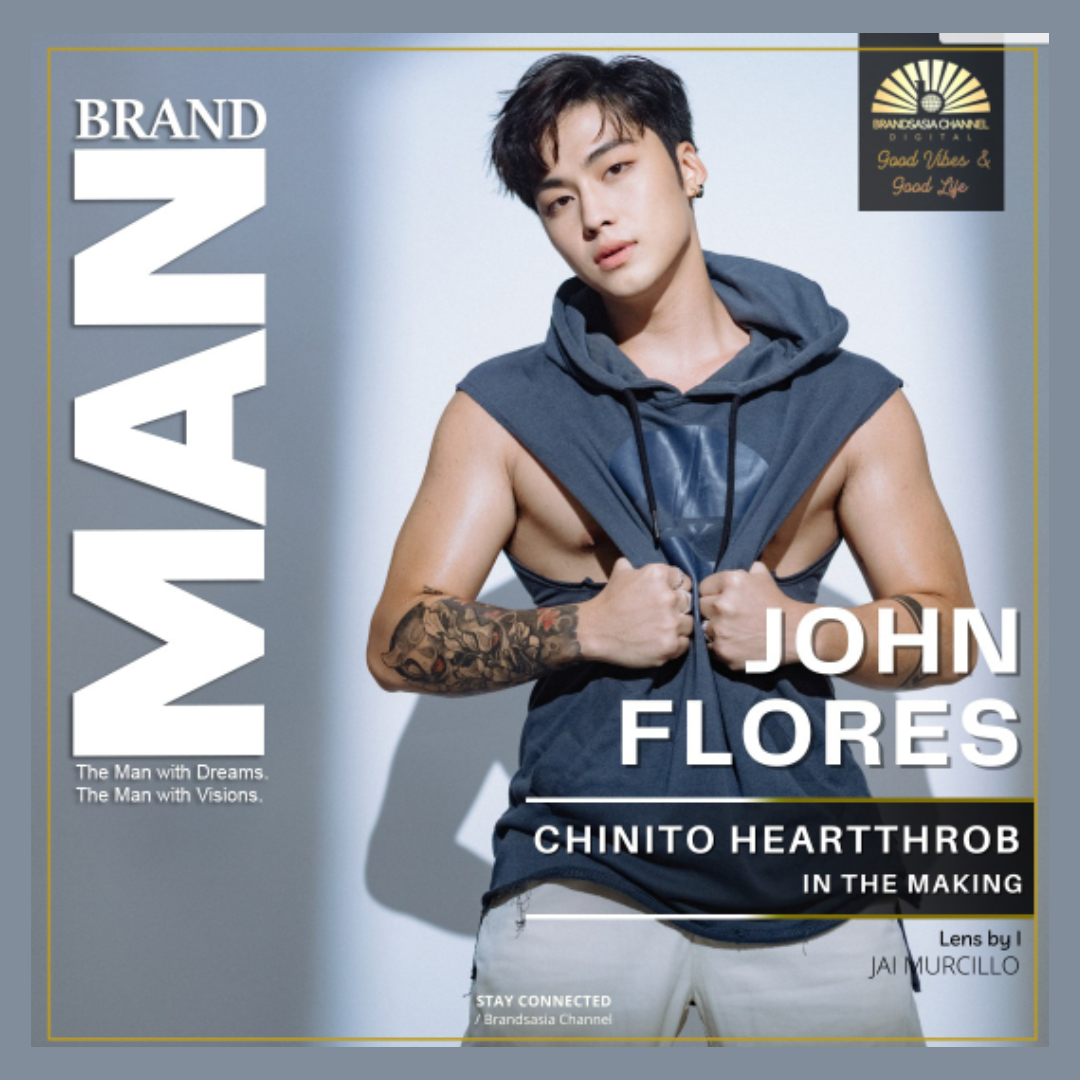 BRAND
MAN
The Man with Dreams.
The Man with Visions.
BRANDSASIA CHANNEL
DIGITAL
Good Vibes &
Good Life
JOHN
FLORES
CHINITO HEARTTHROB
IN THE MAKING
Lens by I
JAI MURCILLO
STAY CONNECTED
/ Brandsasia Channel